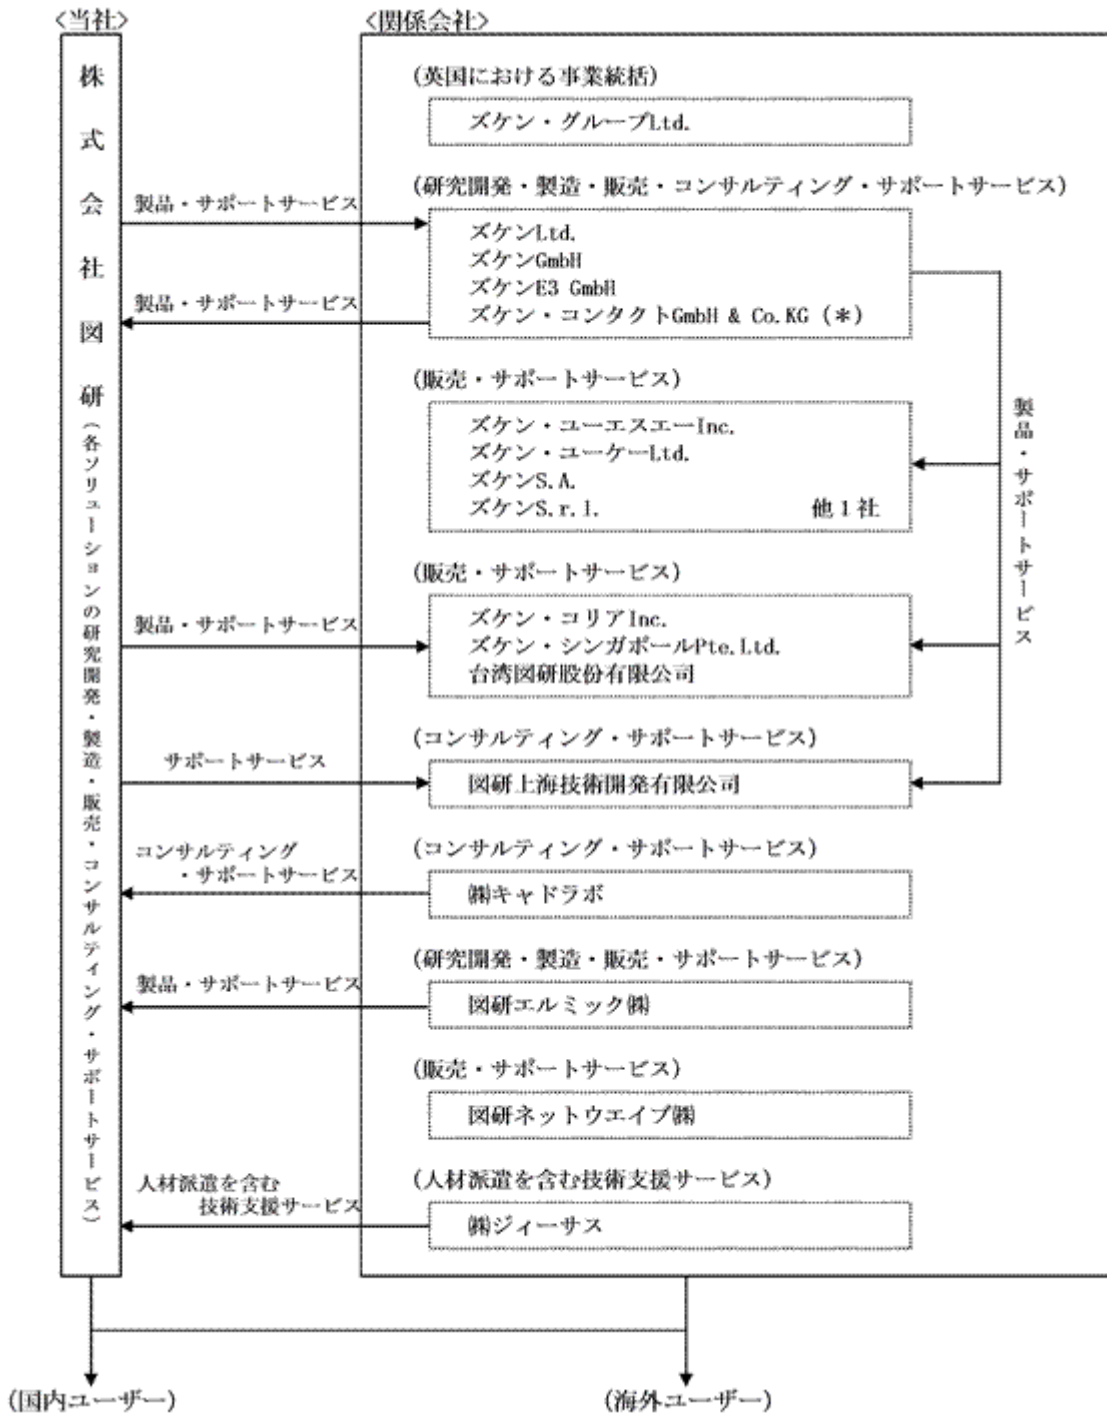 〈当社〉
〈関係会社〉
株式会社図研(各ソリューションの研究開発・製造・販売・コンサルティング・サポートサービス)
(英国における事業統括)
ズケン・グループLtd.
(研究開発・製造・販売・コンサルティング・サポートサービス)
製品・サポートサービス
ズケンLtd.
ズケンGmbH
ズケンE3 GmbH
ズケン・コンタクトGmbH & Co.KG (＊)
製品・サポートサービス
製品・サポートサービス
(販売・サポートサービス)
ズケン・ユーエスエーInc.
ズケン・ユーケーLtd.
ズケンS.A.
ズケンS.r.l. 他1社
(販売・サポートサービス)
製品・サポートサービス
ズケン・コリアInc.
ズケン・シンガポールPte.Ltd.
台湾図研股份有限公司
(コンサルティング・サポートサービス)
サポートサービス
図研上海技術開発有限公司
(コンサルティング・サポートサービス)
コンサルティング
・サポートサービス
㈱キャドラボ
(研究開発・製造・販売・サポートサービス)
製品・サポートサービス
図研エルミック㈱
(販売・サポートサービス)
図研ネットウエイブ㈱
(人材派遣を含む技術支援サービス)
人材派遣を含む
技術支援サービス
㈱ジィーサス
(国内ユーザー)
(海外ユーザー)